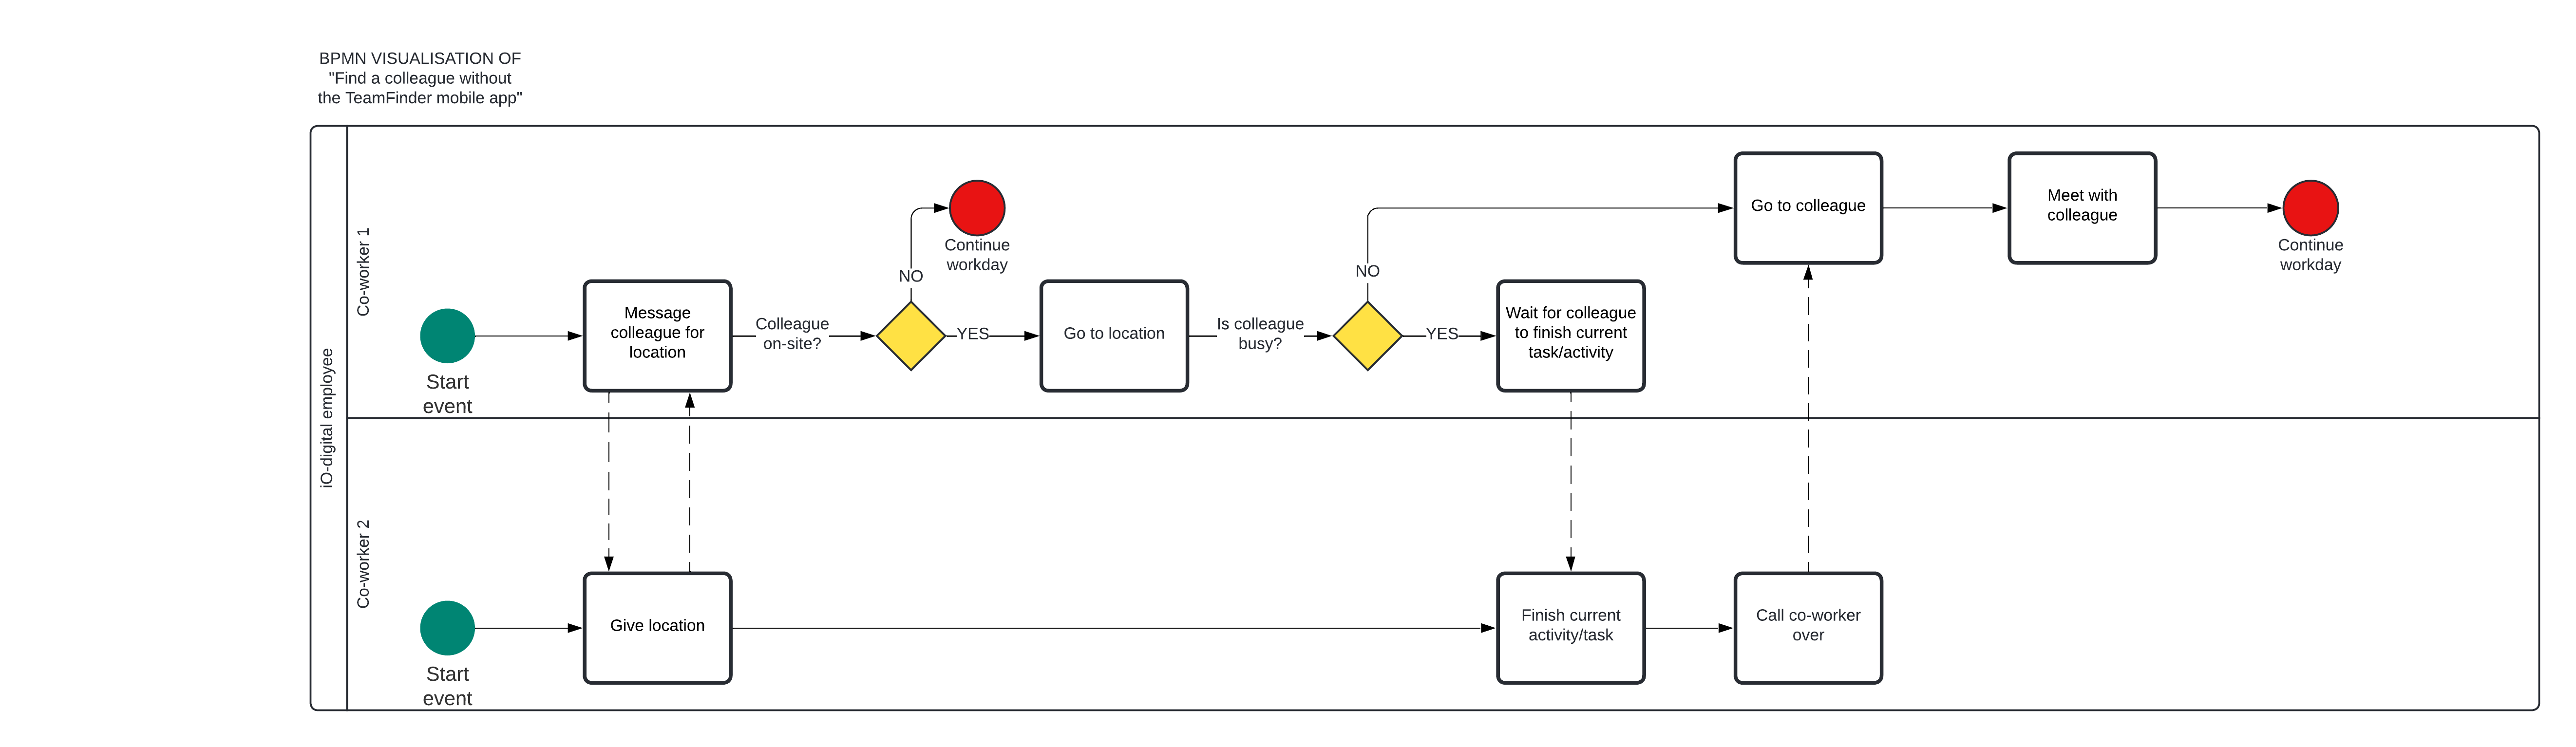 BPMN VISUALISATION OF
"Find a colleague without
the TeamFinder mobile app"
iO-digital employee
Co-worker 1
Start
event
Message
colleague for
location
Colleague
on-site?
NO
Continue
workday
YES
Go to location
Is colleague
busy?
NO
YES
Wait for colleague
to finish current
task/activity
Go to colleague
Meet with
colleague
Continue
workday
Co-worker 2
Start
event
Give location
Finish current
activity/task
Call co-worker
over